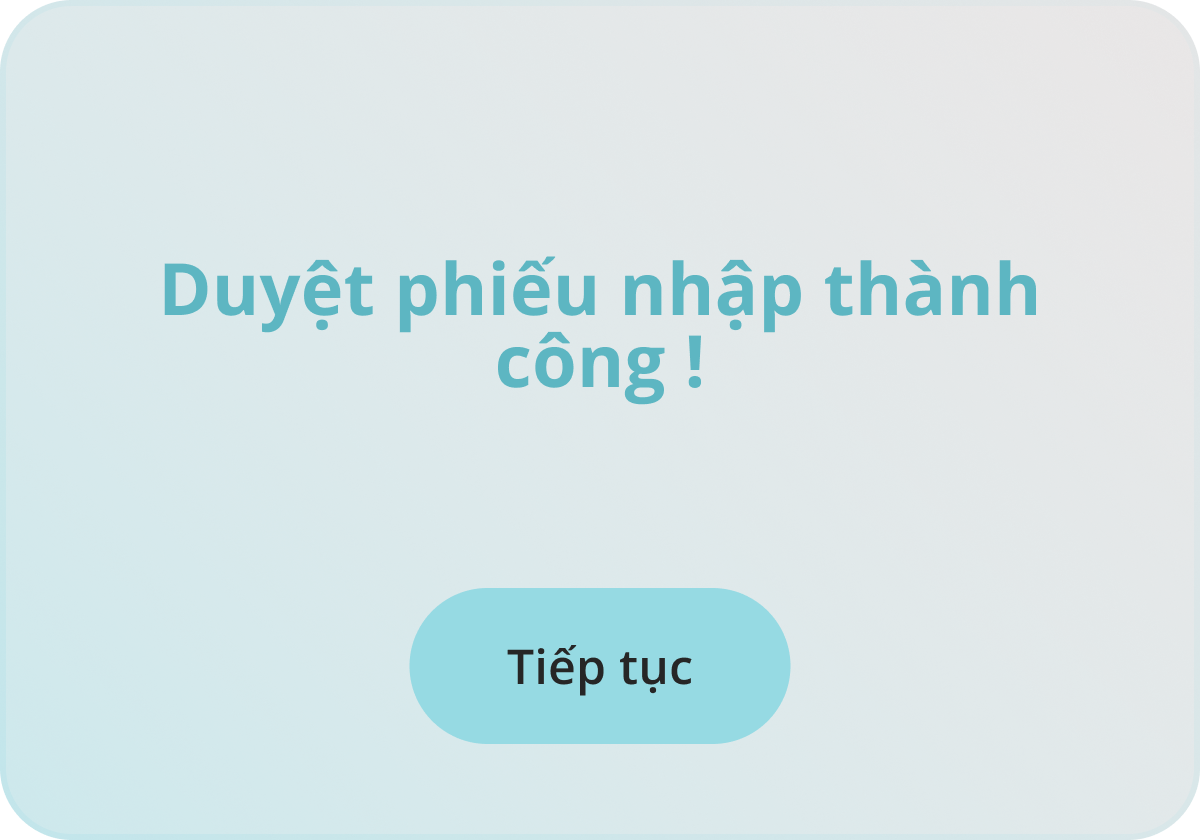 Duyệt phiếu nhập thành
công !
Tiếp tục